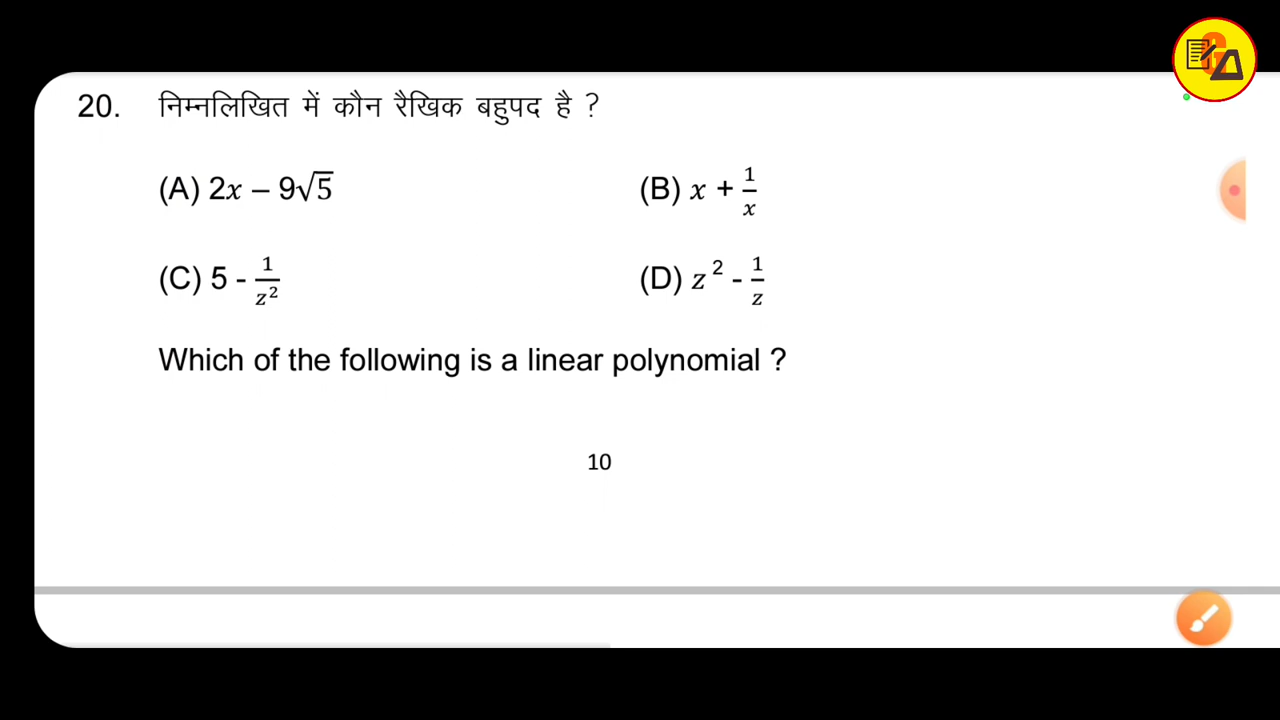 20. निम्नलिखित में कौन रैखिक बहुपद है ?
(A) 2x – 9√5 (B) x + 1/x
(C) 5 - 1/z² (D) z² - 1/z
Which of the following is a linear polynomial ?
10